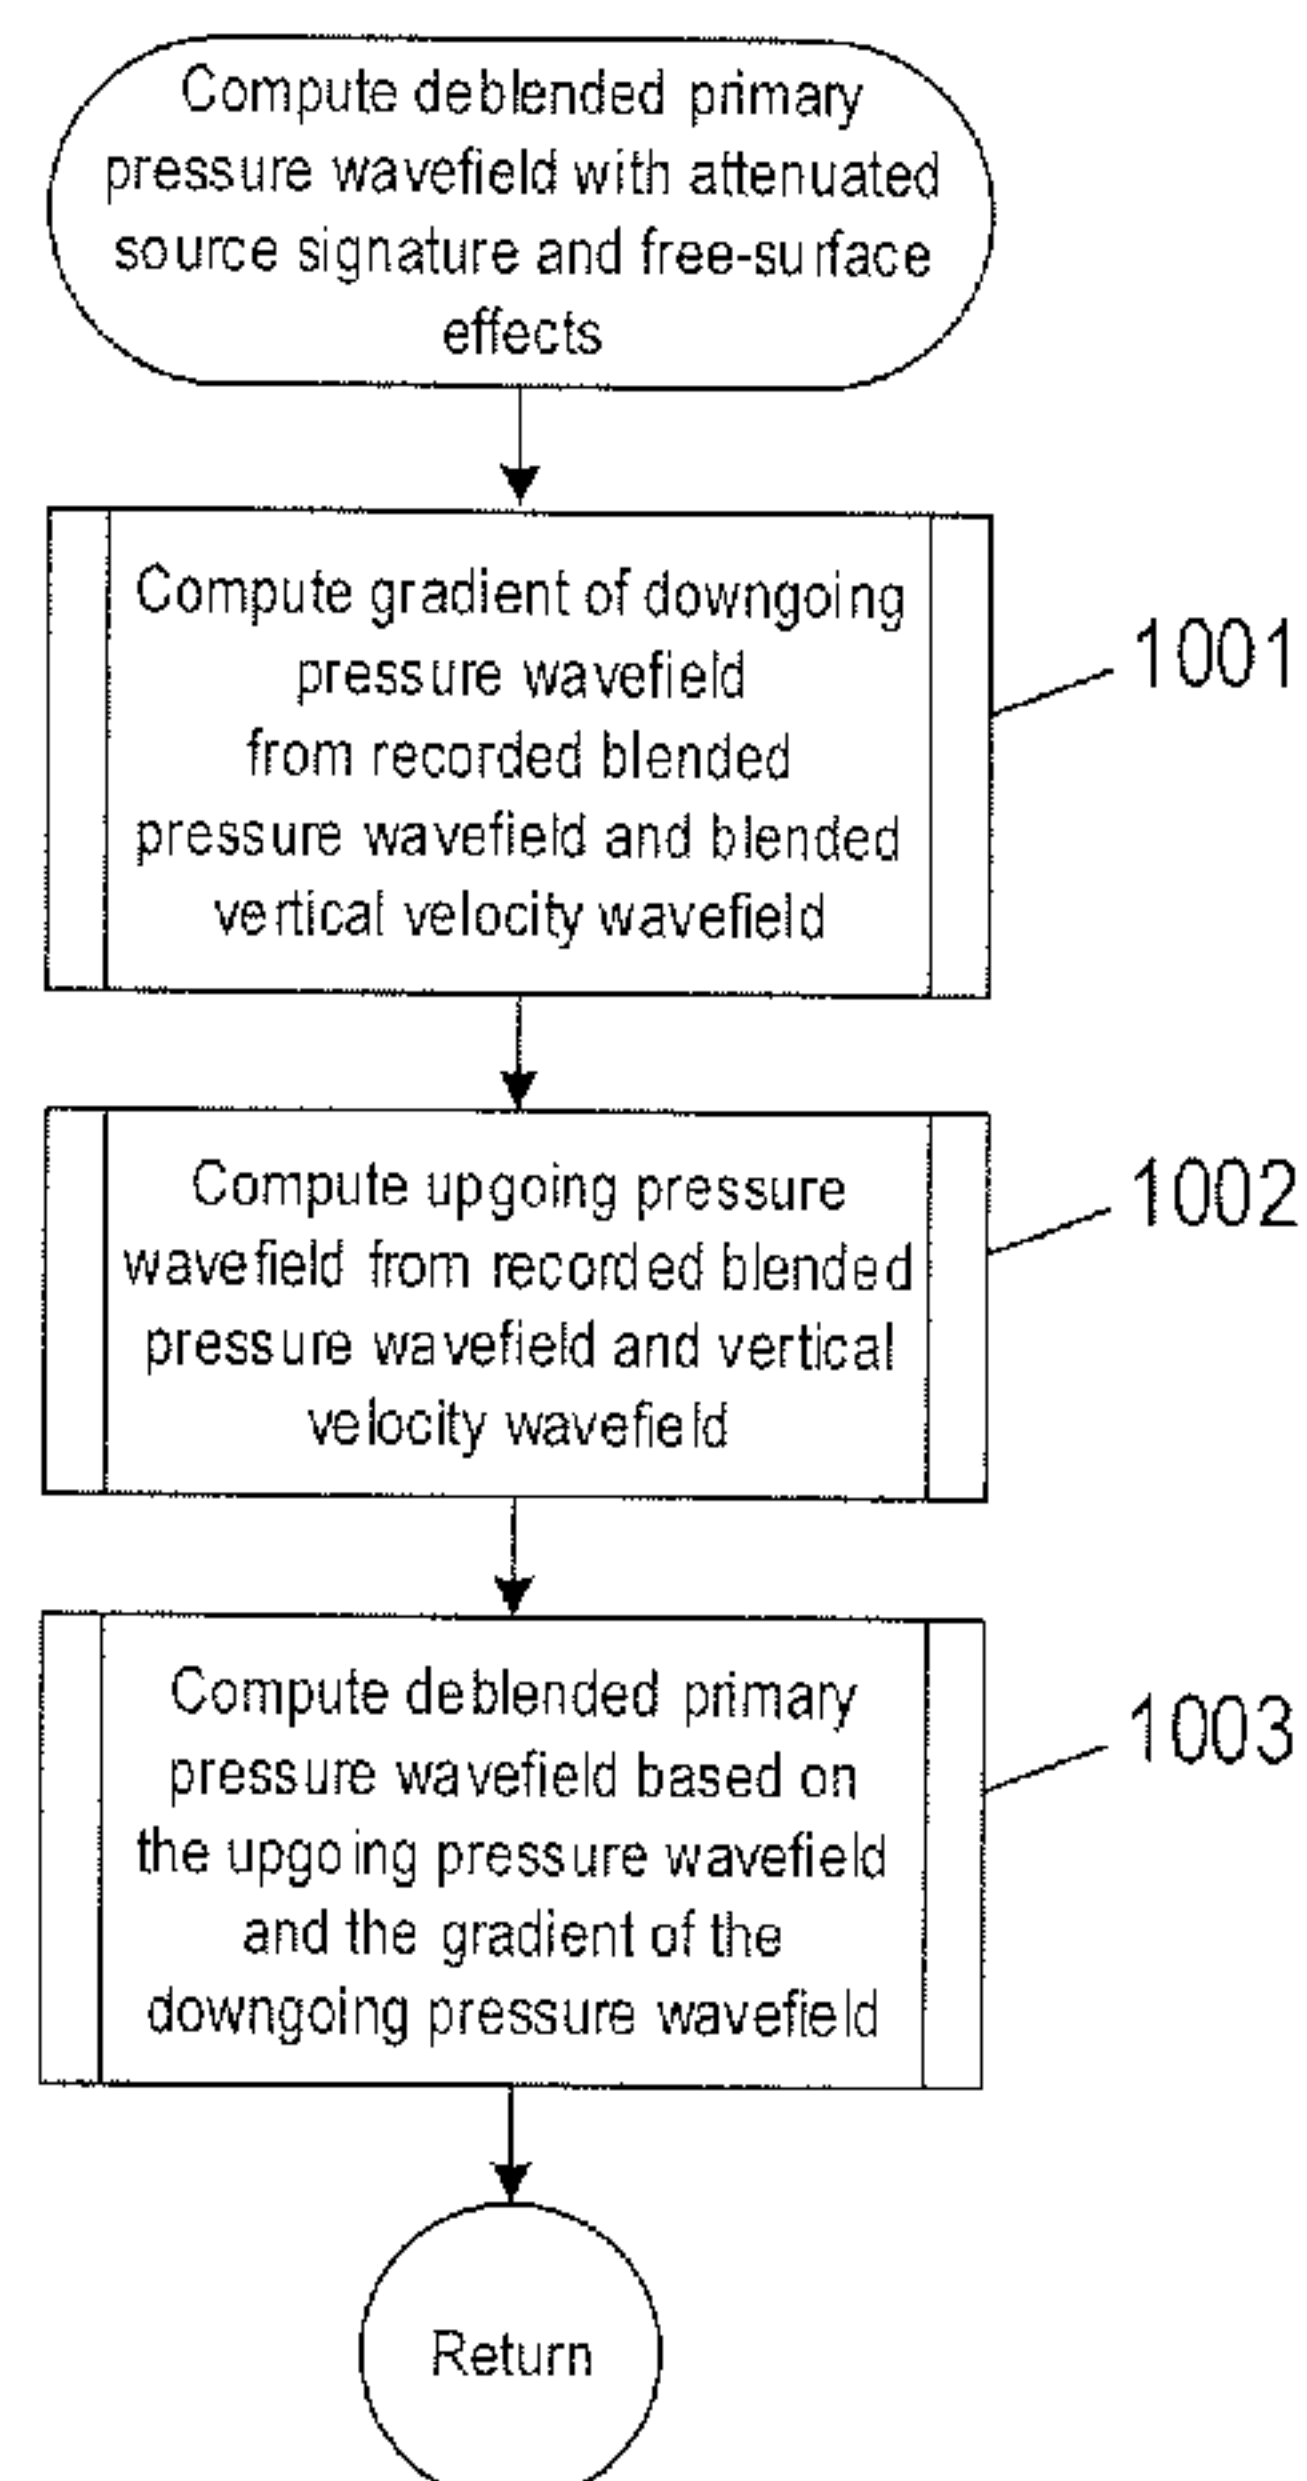 Compute deblended primary
pressure wavefield with attenuated
source signature and free-surface
effects
Compute gradient of downgoing
pressure wavefield
from recorded blended
pressure wavefield and blended
vertical velocity wavefield
1001
Compute upgoing pressure
wavefield from recorded blended
pressure wavefield and vertical
velocity wavefield
1002
Compute deblended primary
pressure wavefield based on
the upgoing pressure wavefield
and the gradient of the
downgoing pressure wavefield
1003
Return